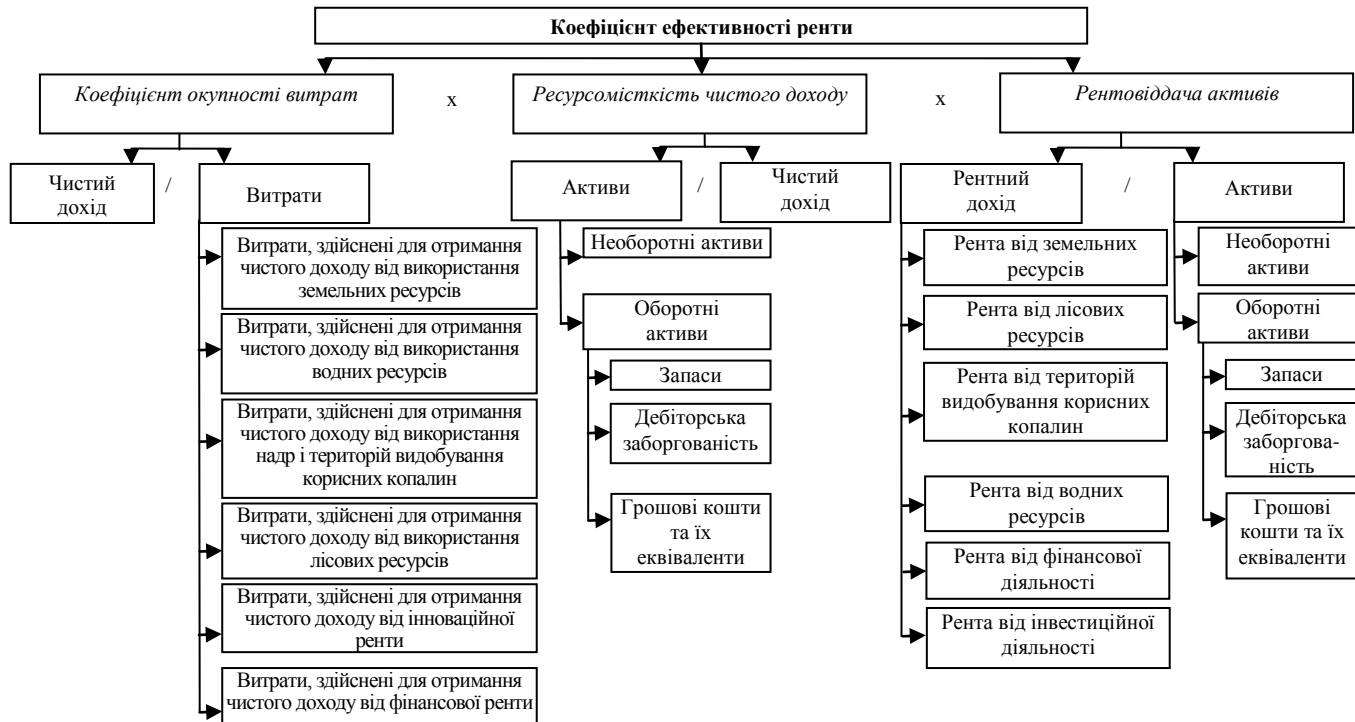 Коефіцієнт ефективності ренти
Коефіцієнт окупності витрат
х
Ресурсомісткість чистого доходу
х
Рентовіддача активів
Чистий
дохід
/
Витрати
Активи
/
Чистий
дохід
Рентний
дохід
/
Активи
Витрати, здійснені для отримання
чистого доходу від використання
земельних ресурсів
Витрати, здійснені для отримання
чистого доходу від використання
водних ресурсів
Витрати, здійснені для отримання
чистого доходу від використання
надр і територій видобування
корисних копалин
Витрати, здійснені для отримання
чистого доходу від використання
лісових ресурсів
Витрати, здійснені для отримання
чистого доходу від інноваційної
ренти
Витрати, здійснені для отримання
чистого доходу від фінансової ренти
Необоротні активи
Оборотні
активи
Запаси
Дебіторська
заборгованість
Грошові кошти
та їх
еквіваленти
Рента від земельних
ресурсів
Рента від лісових
ресурсів
Рента від територій
видобування корисних
копалин
Рента від водних
ресурсів
Рента від фінансової
діяльності
Рента від інвестиційної
діяльності
Необоротні
активи
Оборотні
активи
Запаси
Дебіторська
заборгова-
ність
Грошові
кошти та їх
еквіваленти